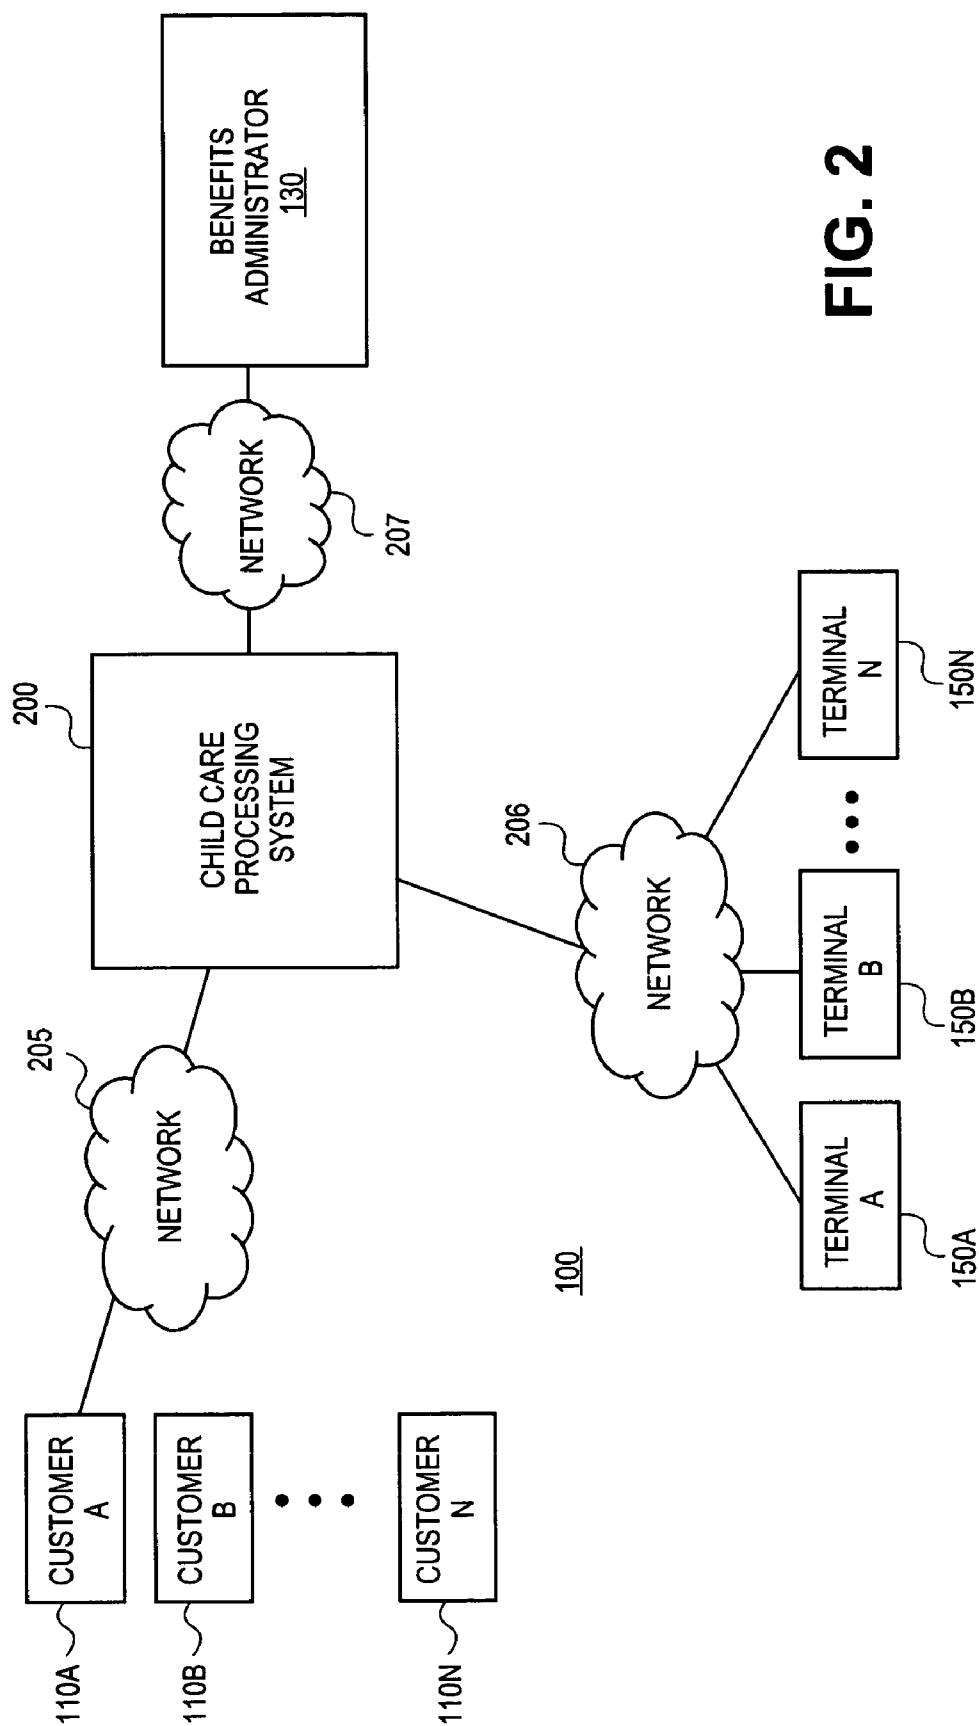 110A
CUSTOMER
A
110B
CUSTOMER
B
110N
CUSTOMER
N
205
NETWORK
200
CHILD CARE
PROCESSING
SYSTEM
207
NETWORK
BENEFITS
ADMINISTRATOR
130
100
206
NETWORK
TERMINAL
A
150A
TERMINAL
B
150B
TERMINAL
N
150N
FIG. 2